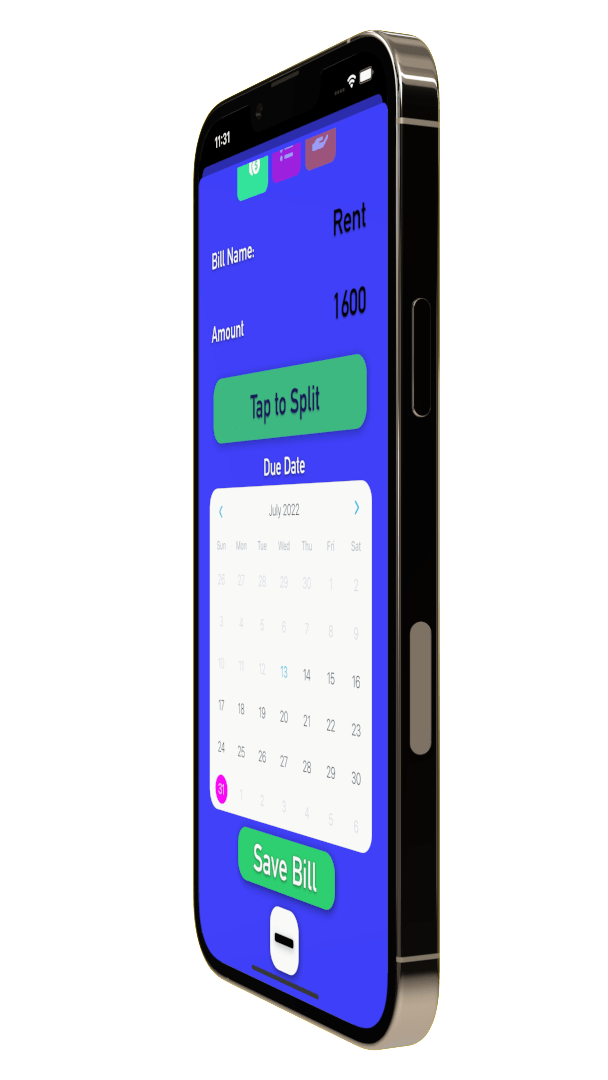 11:31
Rent
Bill Name:
1600
Amount
Tap to Split
Due Date
July 2022
Sun Mon Tue Wed Thu Fri Sat
26 27 28 29 30 1 2
3 4 5 6 7 8 9
10 11 12 13 14 15 16
17 18 19 20 21 22 23
24 25 26 27 28 29 30
31 1 2 3 4 5 6
Save Bill